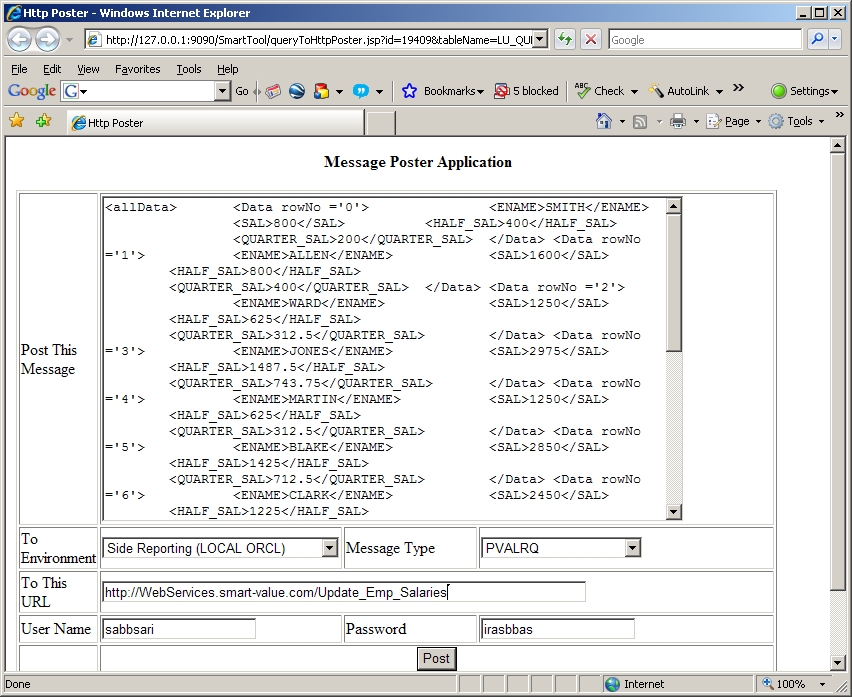 Http Poster - Windows Internet Explorer
http://127.0.0.1:9090/SmartTool/queryToHttpPoster.jsp?id=19409&tableName=LU_QUI
Google
File Edit View Favorites Tools Help
Google G Go Bookmarks 5 blocked ABC Check AutoLink » Settings
Http Poster Page Tools »
Message Poster Application
Post This
Message
<allData> <Data rowNo ='0'> <ENAME>SMITH</ENAME>
<SAL>800</SAL> <HALF_SAL>400</HALF_SAL>
<QUARTER_SAL>200</QUARTER_SAL> </Data> <Data rowNo
='1'> <ENAME>ALLEN</ENAME> <SAL>1600</SAL>
<HALF_SAL>800</HALF_SAL>
<QUARTER_SAL>400</QUARTER_SAL> </Data> <Data rowNo ='2'>
<ENAME>WARD</ENAME> <SAL>1250</SAL>
<HALF_SAL>625</HALF_SAL>
<QUARTER_SAL>312.5</QUARTER_SAL> </Data> <Data rowNo
='3'> <ENAME>JONES</ENAME> <SAL>2975</SAL>
<HALF_SAL>1487.5</HALF_SAL>
<QUARTER_SAL>743.75</QUARTER_SAL> </Data> <Data rowNo
='4'> <ENAME>MARTIN</ENAME> <SAL>1250</SAL>
<HALF_SAL>625</HALF_SAL>
<QUARTER_SAL>312.5</QUARTER_SAL> </Data> <Data rowNo
='5'> <ENAME>BLAKE</ENAME> <SAL>2850</SAL>
<HALF_SAL>1425</HALF_SAL>
<QUARTER_SAL>712.5</QUARTER_SAL> </Data> <Data rowNo
='6'> <ENAME>CLARK</ENAME> <SAL>2450</SAL>
<HALF_SAL>1225</HALF_SAL>
To
Environment
Side Reporting (LOCAL ORCL) Message Type PVALRQ
To This
URL
http://WebServices.smart-value.com/Update_Emp_Salaries
User Name sabbsari Password irasbbas
Post
Done Internet 100%